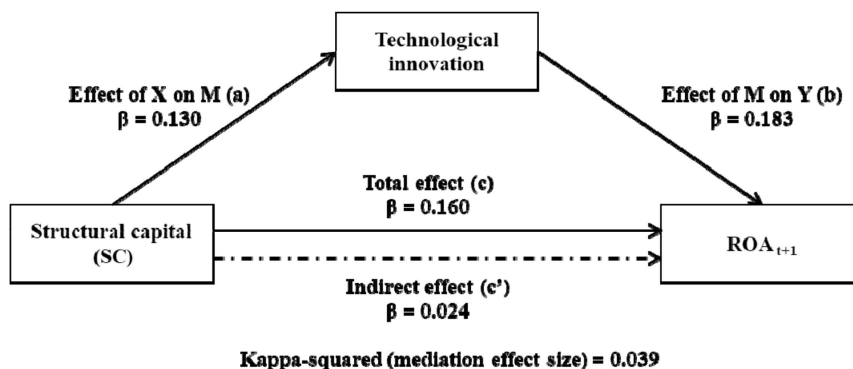 Technological
innovation
Effect of X on M (a)
β = 0.130
Effect of M on Y (b)
β = 0.183
Total effect (c)
β = 0.160
Structural capital
(SC)
ROA t+1
Indirect effect (c’)
β = 0.024
Kappa-squared (mediation effect size) = 0.039